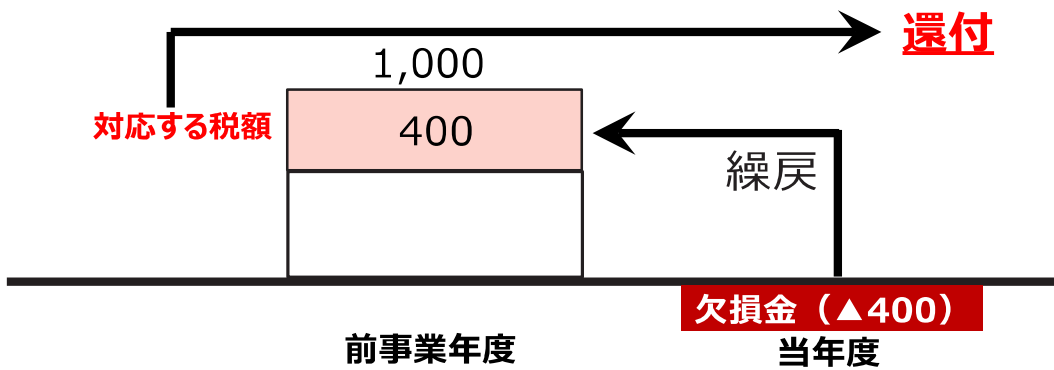 還付
1,000
対応する税額
400
繰戻
欠損金（▲400）
前事業年度
当年度